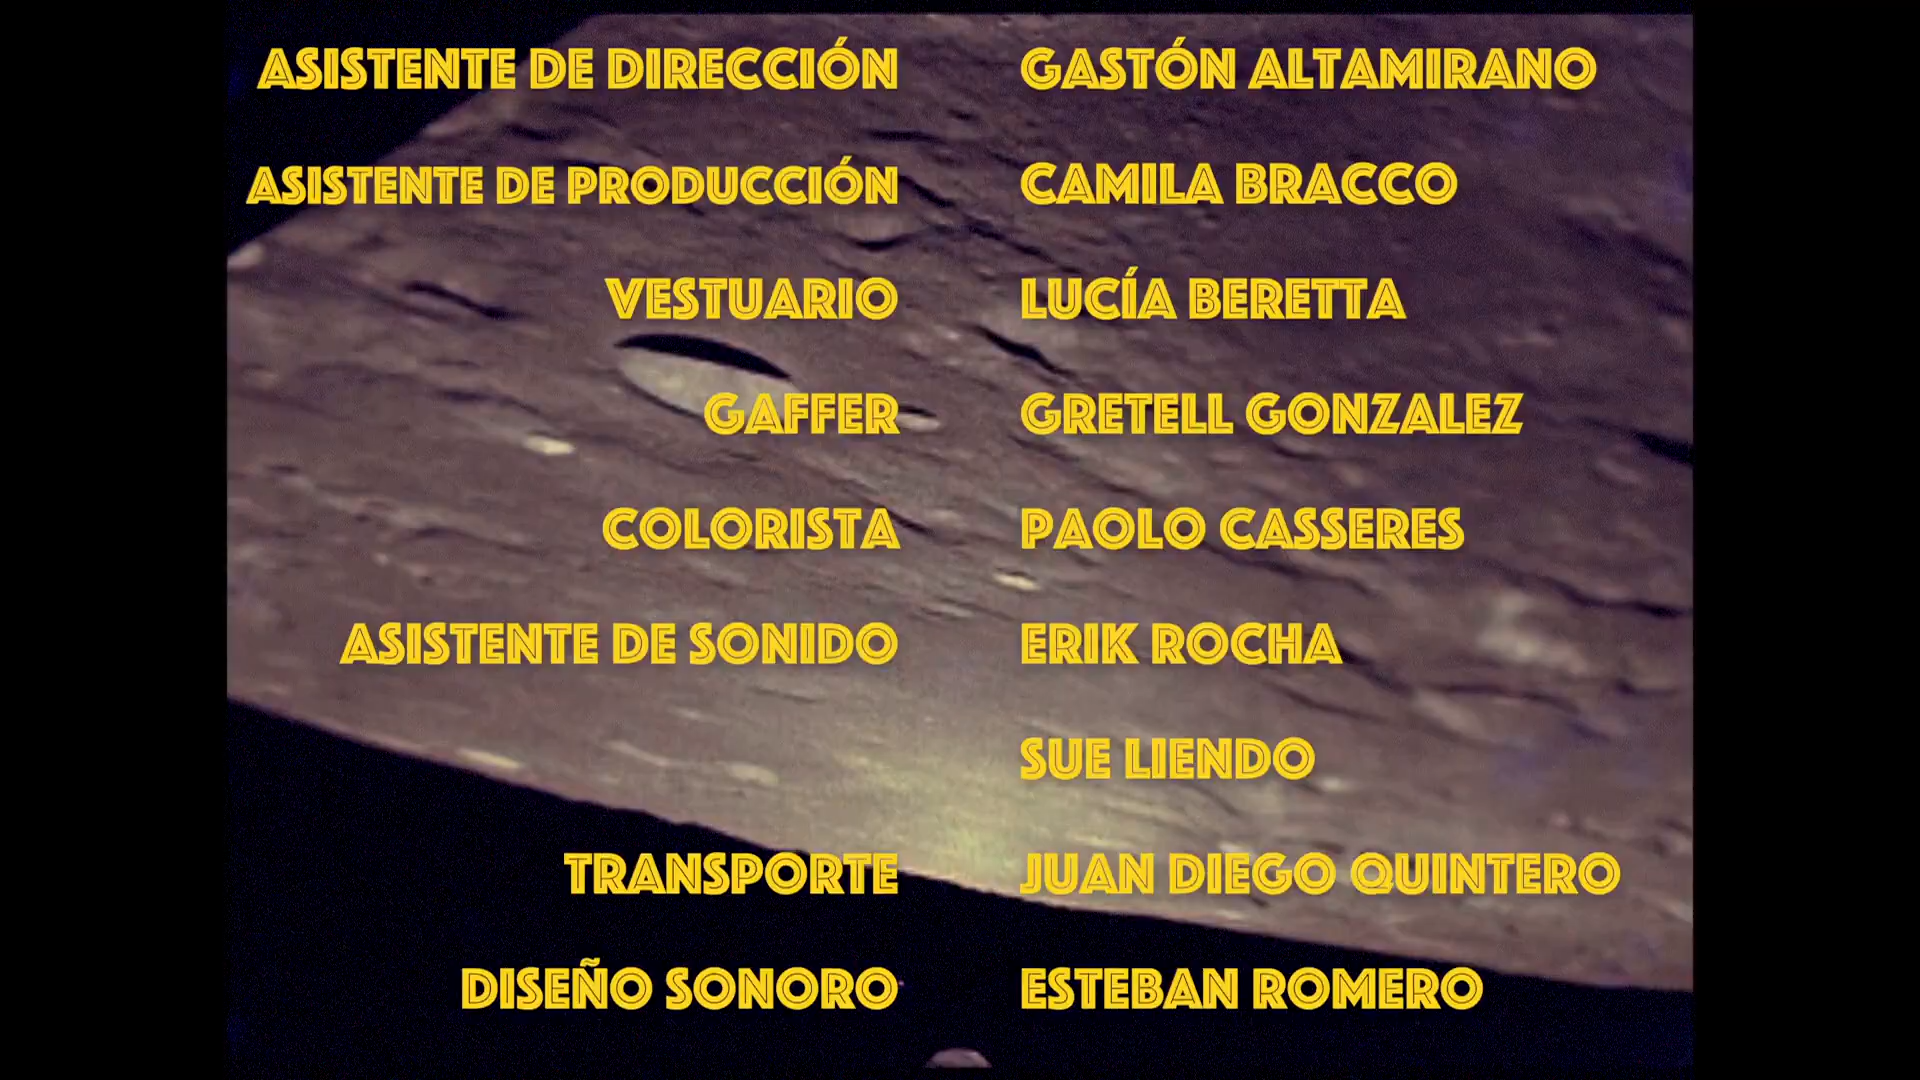 ASISTENTE DE DIRECCIÓN GASTÓN ALTAMIRANO
ASISTENTE DE PRODUCCIÓN CAMILA BRACCO
VESTUARIO LUCÍA BERETTA
GAFFER GRETELL GONZALEZ
COLORISTA PAOLO CASSERES
ASISTENTE DE SONIDO ERIK ROCHA
SUE LIENDO
TRANSPORTE JUAN DIEGO QUINTERO
DISEÑO SONORO ESTEBAN ROMERO